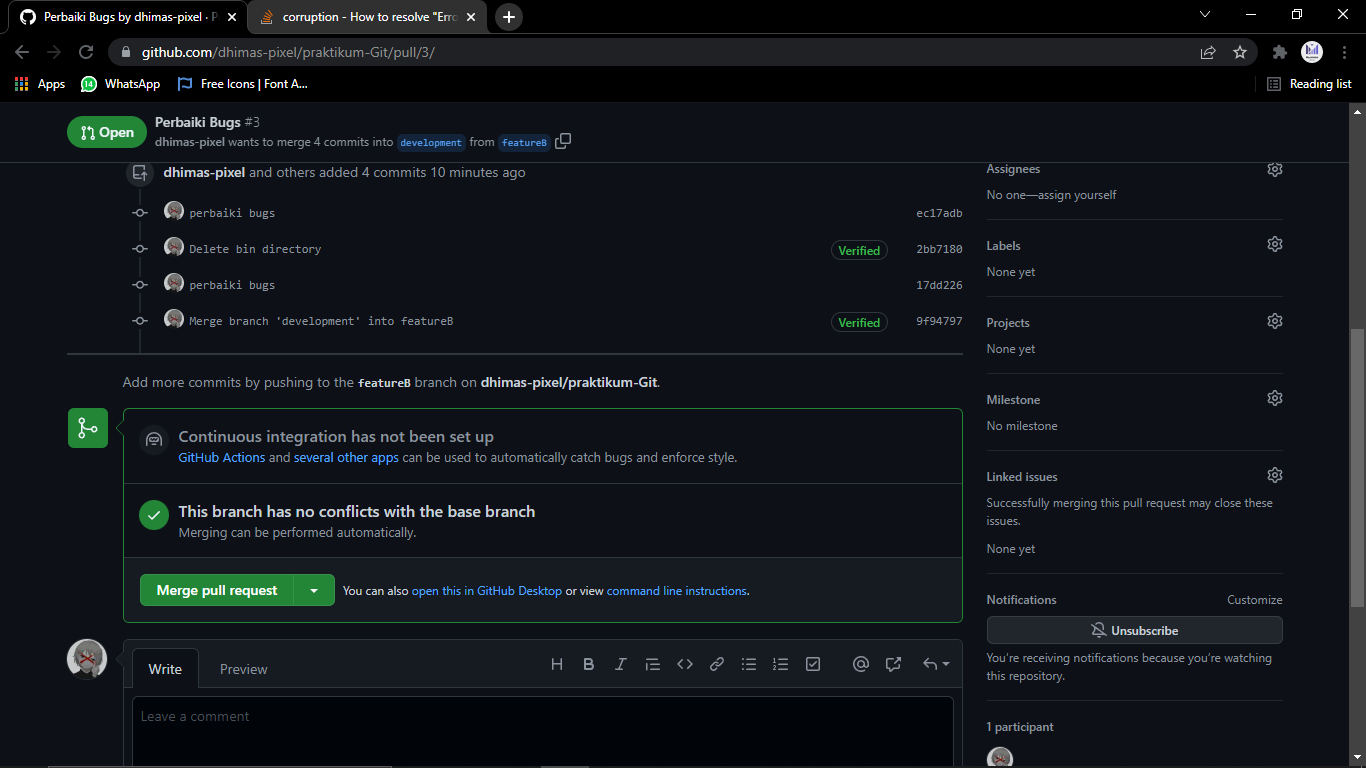 Perbaiki Bugs by dhimas-pixel · P
corruption - How to resolve "Erro
github.com/dhimas-pixel/praktikum-Git/pull/3/
Apps
14
WhatsApp
Free Icons | Font A...
Reading list
Open
Perbaiki Bugs #3
dhimas-pixel wants to merge 4 commits into development from featureB
dhimas-pixel and others added 4 commits 10 minutes ago
perbaiki bugs ec17adb
Delete bin directory Verified 2bb7180
perbaiki bugs 17dd226
Merge branch 'development' into featureB Verified 9f94797
Add more commits by pushing to the featureB branch on dhimas-pixel/praktikum-Git.
Continuous integration has not been set up
GitHub Actions and several other apps can be used to automatically catch bugs and enforce style.
This branch has no conflicts with the base branch
Merging can be performed automatically.
Merge pull request
You can also open this in GitHub Desktop or view command line instructions.
Write
Preview
H B I
Leave a comment
Assignees
No one—assign yourself
Labels
None yet
Projects
None yet
Milestone
No milestone
Linked issues
Successfully merging this pull request may close these
issues.
None yet
Notifications
Customize
Unsubscribe
You're receiving notifications because you're watching
this repository.
1 participant